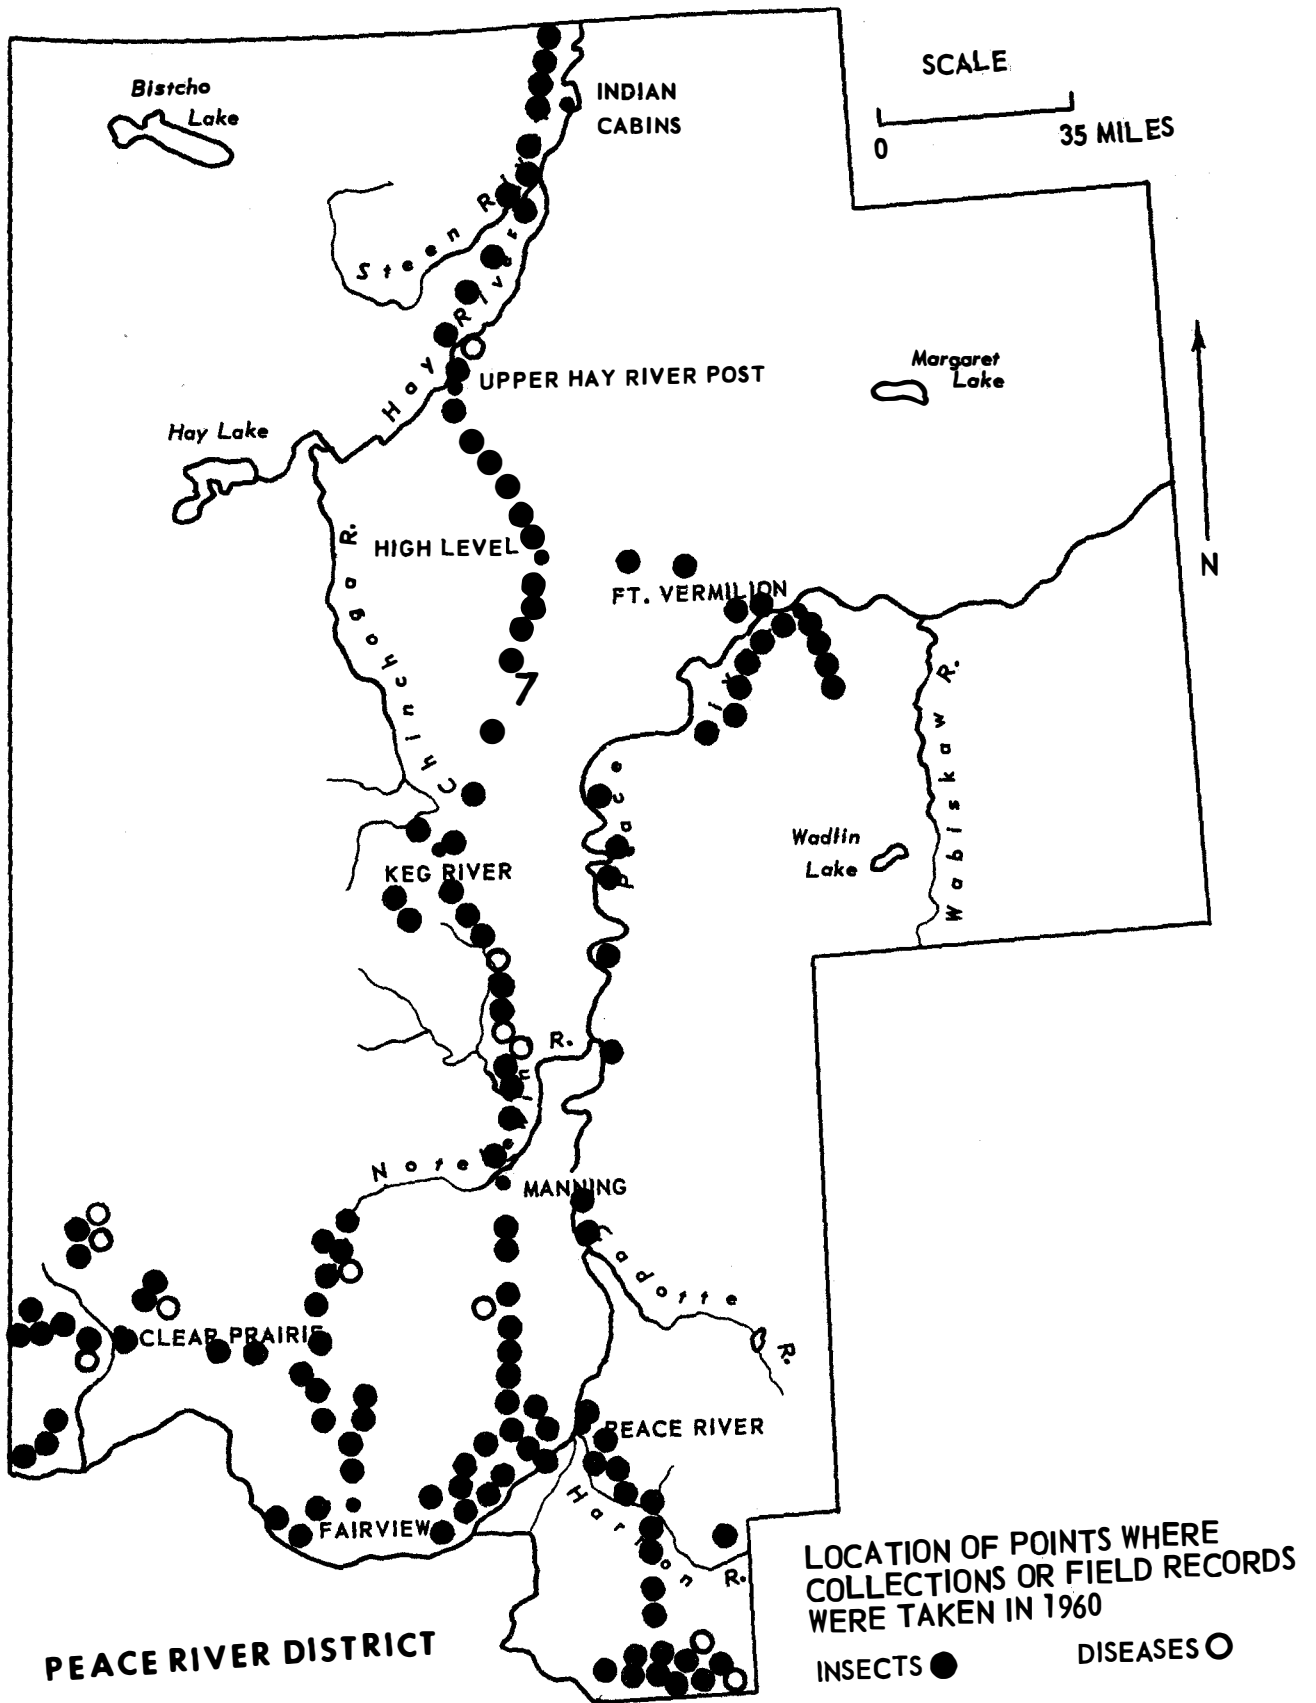 Bistcho
Lake
INDIAN
CABINS
SCALE
0 35 MILES
Steen R.
Hay River
UPPER HAY RIVER POST
Margaret
Lake
Hay Lake
N
HIGH LEVEL
Chinchaga R.
FT. VERMILION
Wabiskaw R.
Peace
Wadlin
Lake
KEG RIVER
R.
Note
MANNING
Cadotte R.
CLEAR PRAIRIE
PEACE RIVER
Harmon R.
FAIRVIEW
LOCATION OF POINTS WHERE
COLLECTIONS OR FIELD RECORDS
WERE TAKEN IN 1960
INSECTS
DISEASES
PEACE RIVER DISTRICT